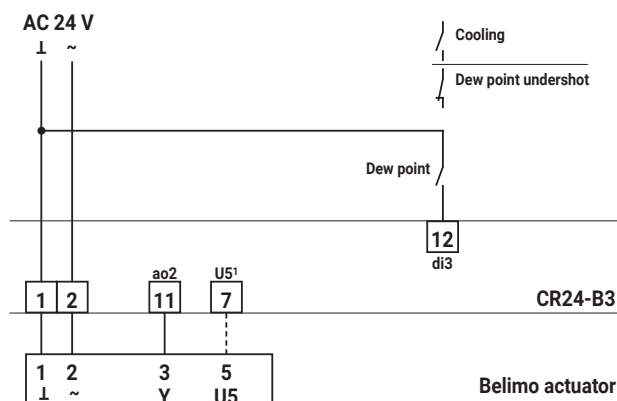 AC 24 V
⊥ ~
Cooling
Dew point undershot
Dew point
12
di3
ao2 U5¹
1 2 11 7
CR24-B3
1 2 3 5
⊥ ~ Y U5
Belimo actuator